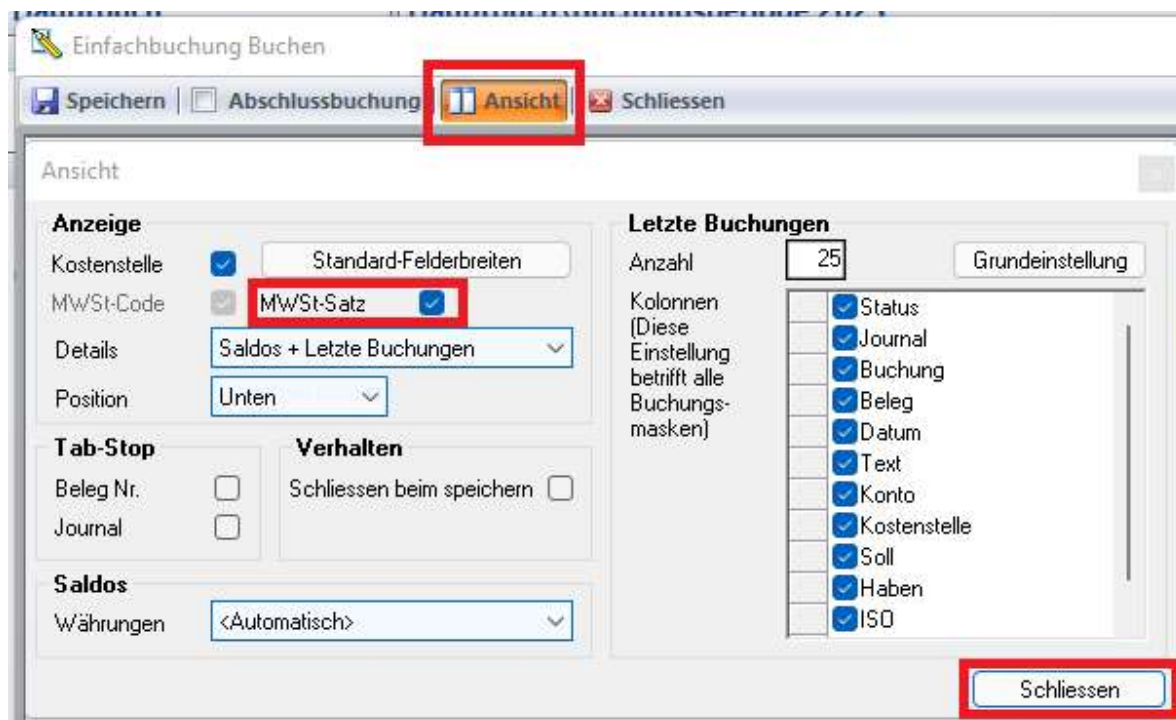 Einfachbuchung Buchen
Speichern Abschlussbuchung Ansicht Schliessen
Ansicht
Anzeige
Kostenstelle Standard-Felderbreiten
MWSt-Code MWSt-Satz
Details Saldos + Letzte Buchungen
Position Unten
Tab-Stop
Beleg Nr.
Journal
Verhalten
Schliessen beim speichern
Saldos
Währungen <Automatisch>
Letzte Buchungen
Anzahl 25 Grundeinstellung
Kolonnen
(Diese
Einstellung
betrifft alle
Buchungs-
masken)
Status
Journal
Buchung
Beleg
Datum
Text
Konto
Kostenstelle
Soll
Haben
ISO
Schliessen